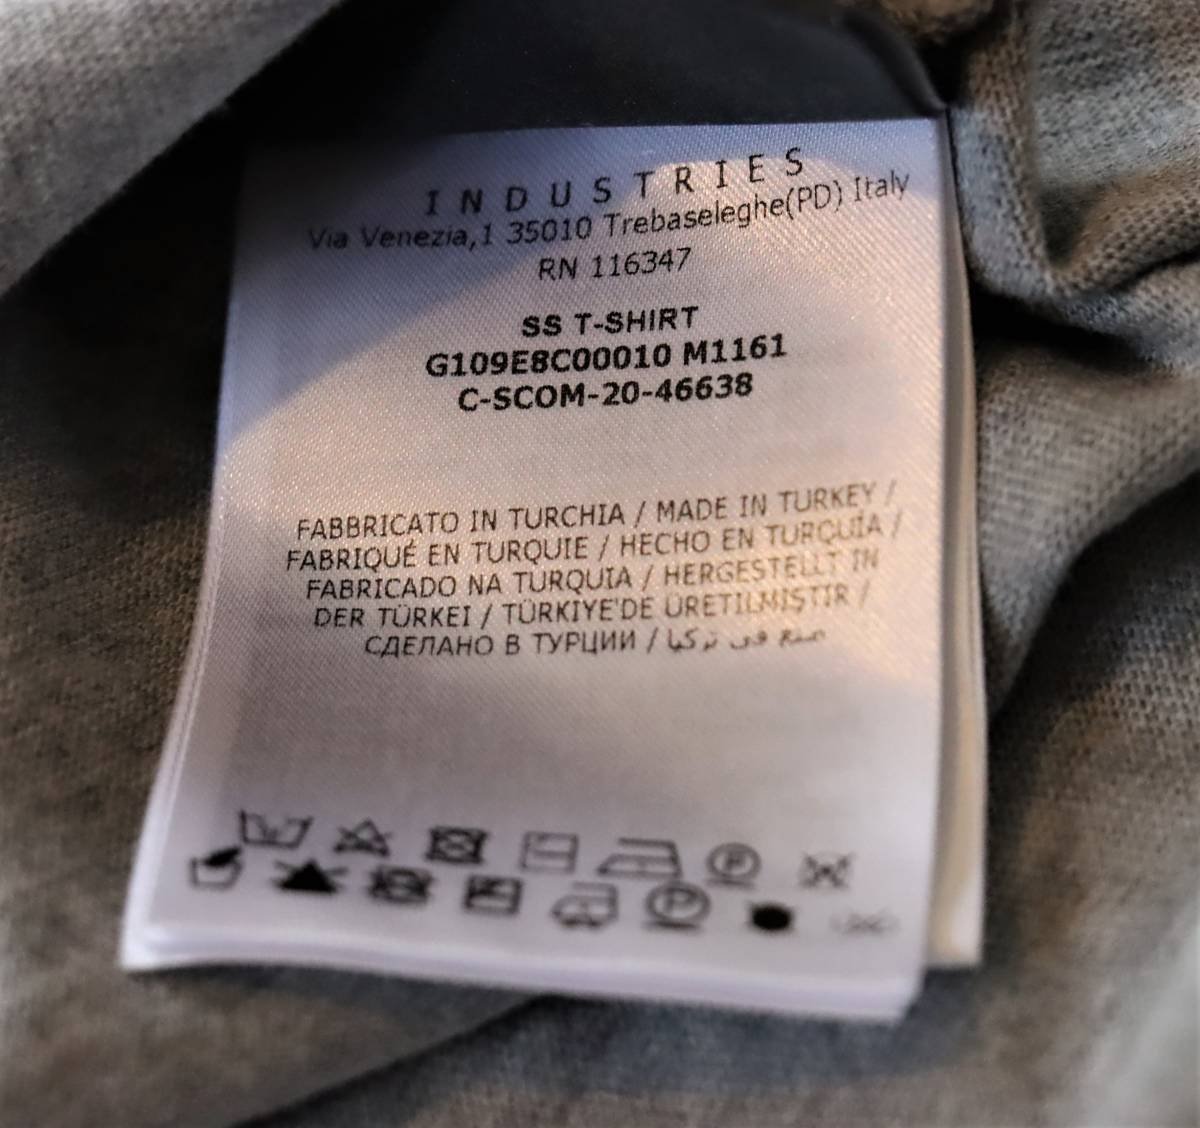 INDUSTRIES
Via Venezia,1 35010 Trebaseleghe(PD) Italy
RN 116347
SS T-SHIRT
G109E8C00010 M1161
C-SCOM-20-46638
FABBRICATO IN TURCHIA / MADE IN TURKEY /
FABRIQUÉ EN TURQUIE / HECHO EN TURQUÍA /
FABRICADO NA TURQUIA / HERGESTELLT IN
DER TÜRKEI / TÜRKIYE'DE ÜRETILMISTIR /
СДЕЛАНО В ТУРЦИИ / صنع في تركيا
P
P